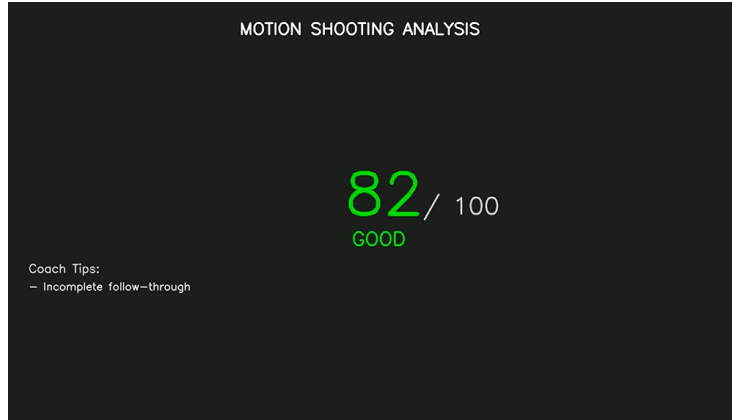 MOTION SHOOTING ANALYSIS
82/ 100
GOOD
Coach Tips:
- Incomplete follow-through